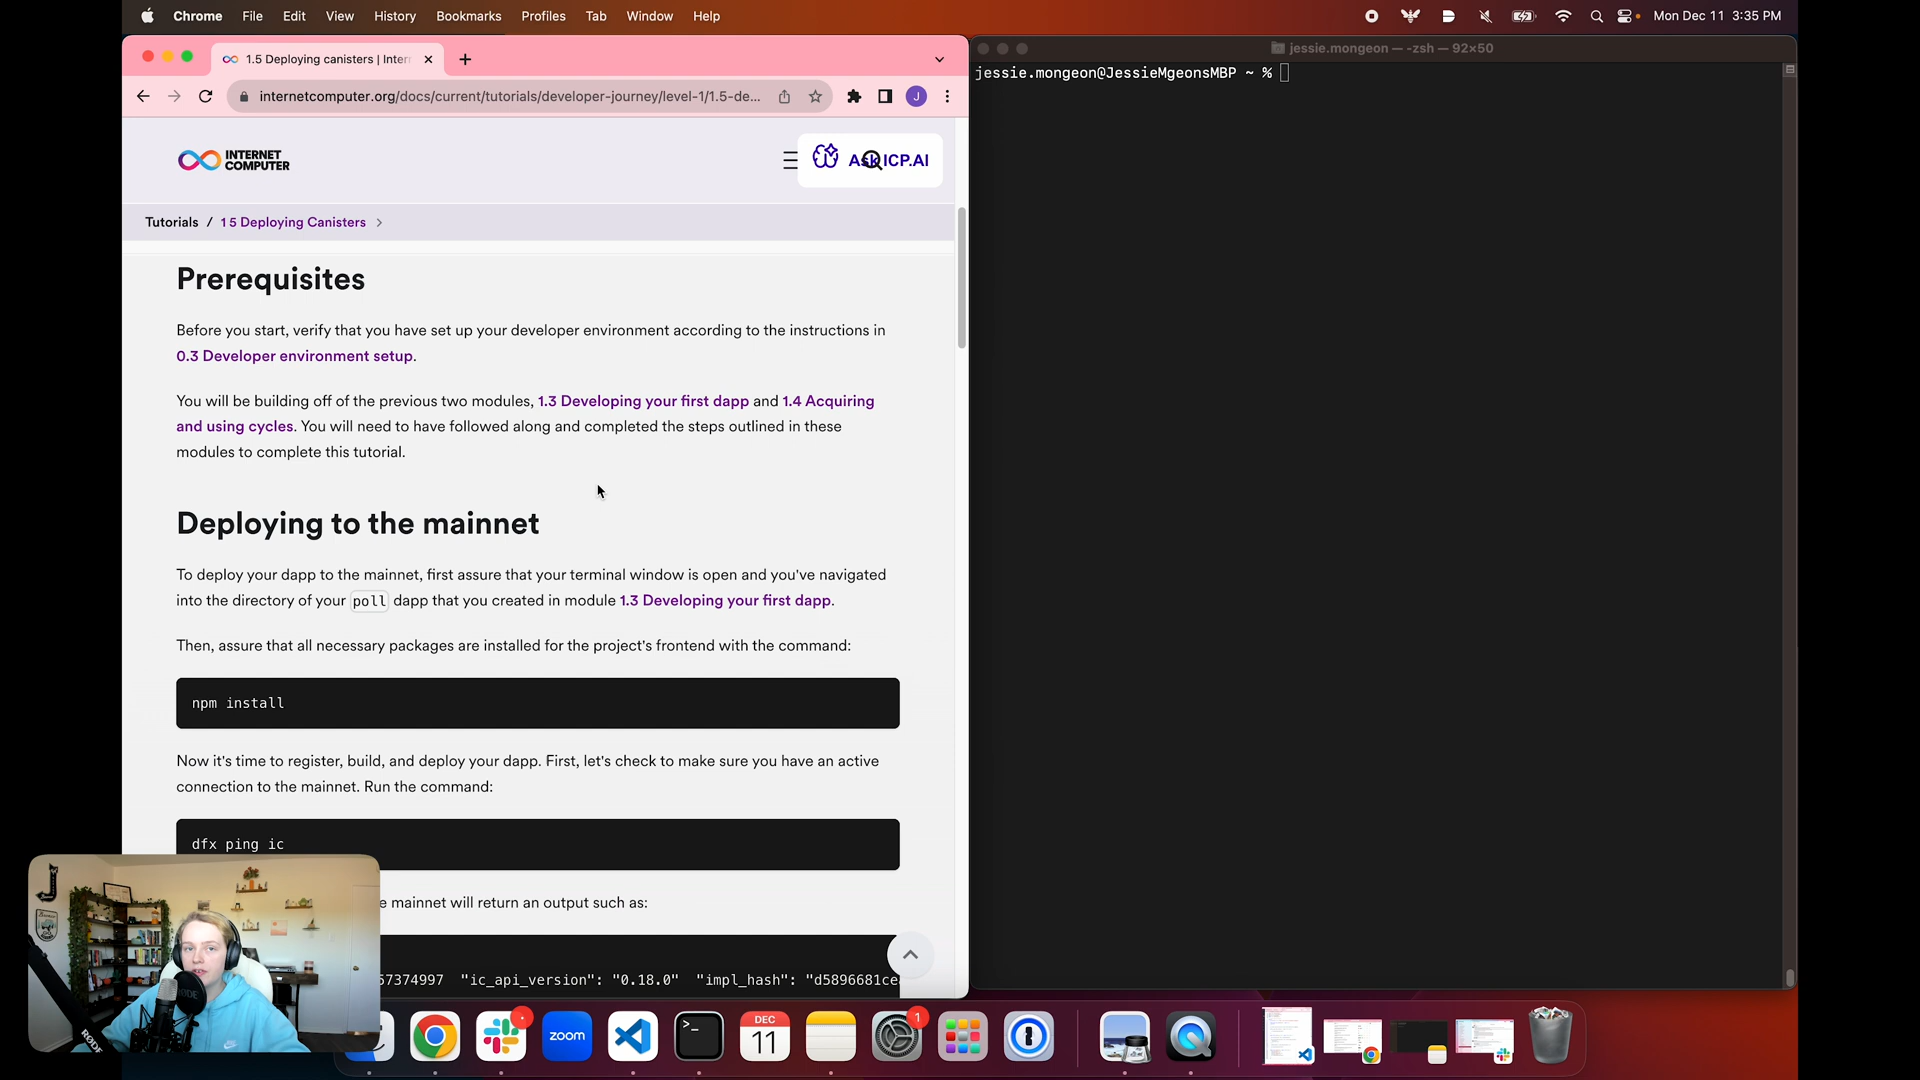 Chrome File Edit View History Bookmarks Profiles Tab Window Help
Mon Dec 11 3:35 PM
1.5 Deploying canisters | Inter
jessie.mongeon — -zsh — 92×50
internetcomputer.org/docs/current/tutorials/developer-journey/level-1/1.5-de...
J
jessie.mongeon@JessieMgeonsMBP ~ %
INTERNET
COMPUTER
Ask ICP.AI
Tutorials / 1 5 Deploying Canisters >
Prerequisites
Before you start, verify that you have set up your developer environment according to the instructions in
0.3 Developer environment setup.
You will be building off of the previous two modules, 1.3 Developing your first dapp and 1.4 Acquiring
and using cycles. You will need to have followed along and completed the steps outlined in these
modules to complete this tutorial.
Deploying to the mainnet
To deploy your dapp to the mainnet, first assure that your terminal window is open and you've navigated
into the directory of your poll dapp that you created in module 1.3 Developing your first dapp.
Then, assure that all necessary packages are installed for the project's frontend with the command:
npm install
Now it's time to register, build, and deploy your dapp. First, let's check to make sure you have an active
connection to the mainnet. Run the command:
dfx ping ic
e mainnet will return an output such as:
57374997 "ic_api_version": "0.18.0" "impl_hash": "d5896681ce
zoom
DEC
11
1
RØDE
RØDE